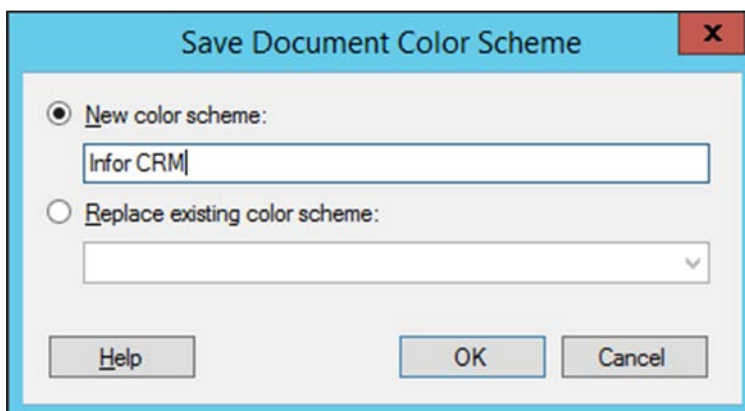 Save Document Color Scheme
x
New color scheme:
Infor CRM
Replace existing color scheme:
Help OK Cancel